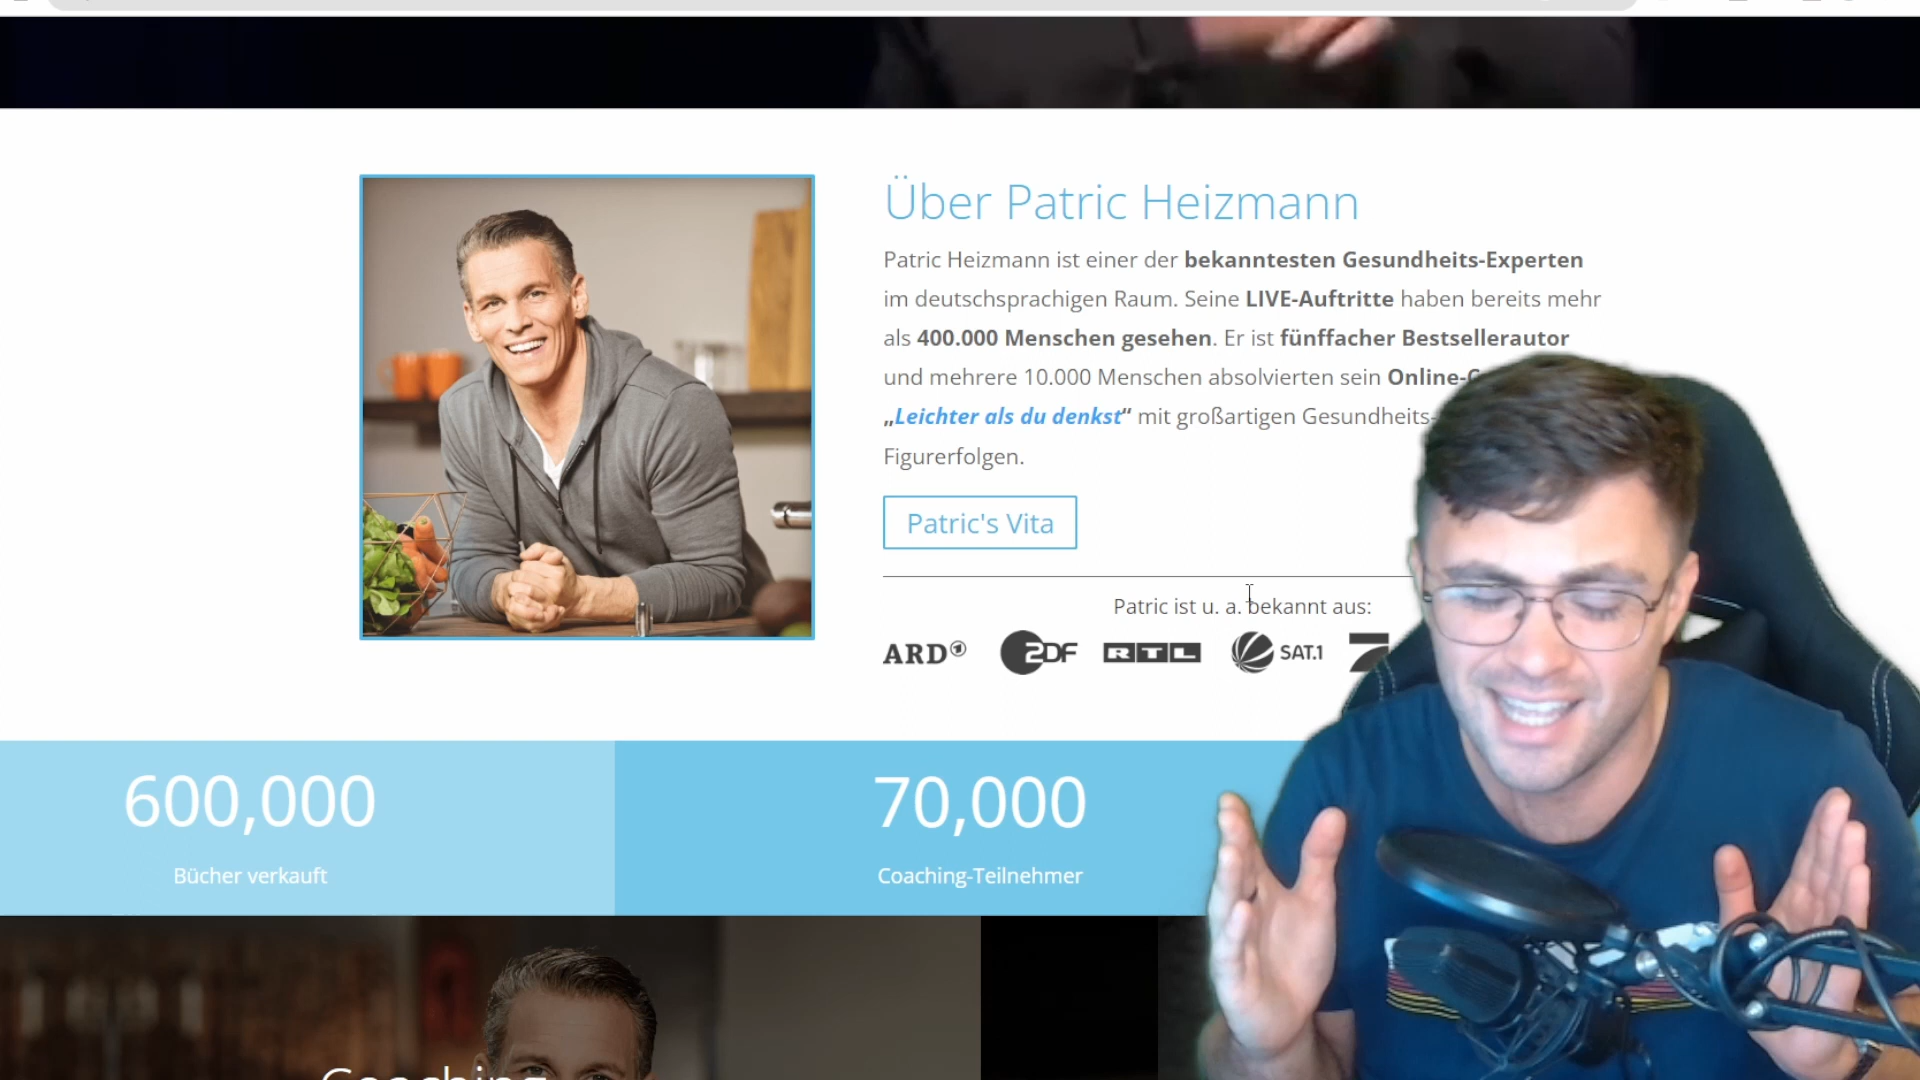 Über Patric Heizmann
Patric Heizmann ist einer der bekanntesten Gesundheits-Experten
im deutschsprachigen Raum. Seine LIVE-Auftritte haben bereits mehr
als 400.000 Menschen gesehen. Er ist fünffacher Bestsellerautor
und mehrere 10.000 Menschen absolvierten sein
„Leichter als du denkst“ mit großartigen Gesundheits-
Figurerfolgen.
Patric's Vita
Patric ist u. a. bekannt aus:
ARD 1 2DF RTL SAT.1 7
600,000
Bücher verkauft
70,000
Coaching-Teilnehmer
Coaching